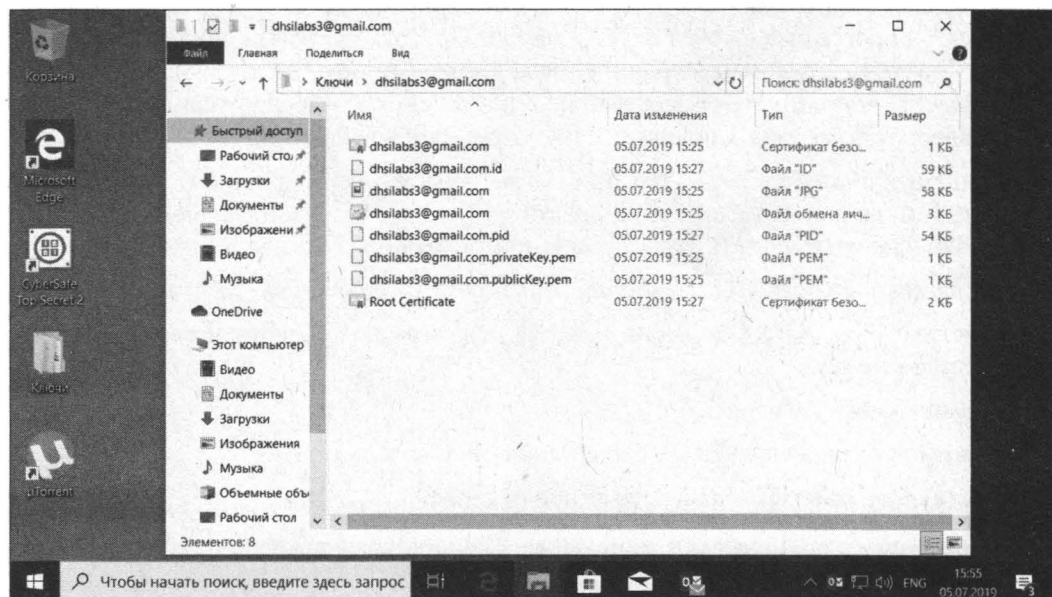 Корзина
Microsoft
Edge
CyberSafe
Top Secret 2
Ключи
µTorrent
dhsilabs3@gmail.com
Файл Главная Поделиться Вид
Ключи > dhsilabs3@gmail.com
Поиск: dhsilabs3@gmail.com
Быстрый доступ
Рабочий сто
Загрузки
Документы
Изображени
Видео
Музыка
OneDrive
Этот компьютер
Видео
Документы
Загрузки
Изображения
Музыка
Объемные объ
Рабочий стол
Имя Дата изменения Тип Размер
dhsilabs3@gmail.com 05.07.2019 15:25 Сертификат безо... 1 КБ
dhsilabs3@gmail.com.id 05.07.2019 15:27 Файл "ID" 59 КБ
dhsilabs3@gmail.com 05.07.2019 15:25 Файл "JPG" 58 КБ
dhsilabs3@gmail.com 05.07.2019 15:25 Файл обмена лич... 3 КБ
dhsilabs3@gmail.com.pid 05.07.2019 15:27 Файл "PID" 54 КБ
dhsilabs3@gmail.com.privateKey.pem 05.07.2019 15:25 Файл "PEM" 1 КБ
dhsilabs3@gmail.com.publicKey.pem 05.07.2019 15:25 Файл "PEM" 1 КБ
Root Certificate 05.07.2019 15:27 Сертификат безо... 2 КБ
Элементов: 8
Чтобы начать поиск, введите здесь запрос
ENG
15:55
05.07.2019
3